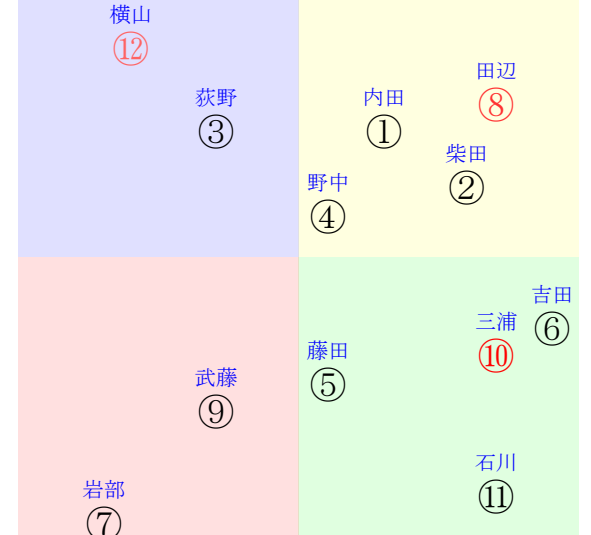 横山
⑫
荻野
③
内田
①
田辺
⑧
柴田
②
野中
④
武藤
⑨
岩部
⑦
吉田
⑥
三浦
⑩
藤田
⑤
石川
⑪